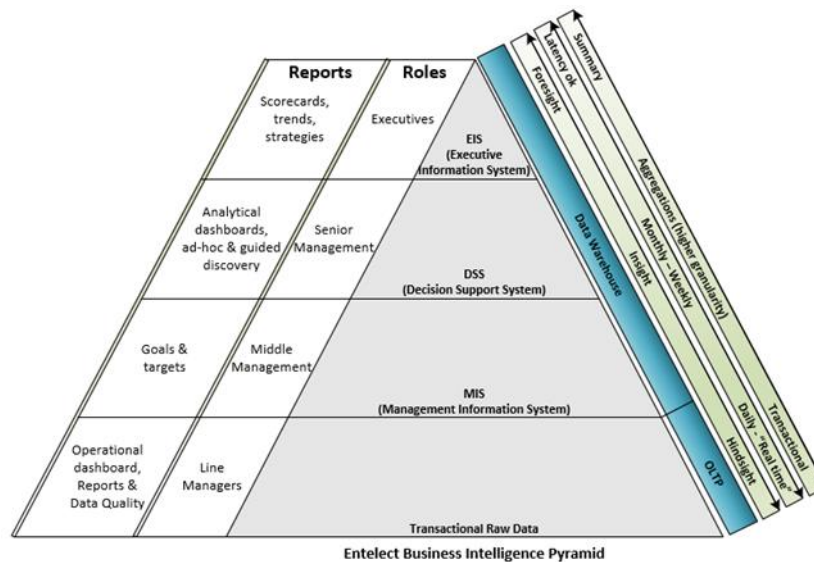 Reports
Roles
Scorecards,
trends,
strategies
Executives
EIS
(Executive
Information System)
Analytical
dashboards,
ad-hoc & guided
discovery
Senior
Management
DSS
(Decision Support System)
Goals &
targets
Middle
Management
MIS
(Management Information System)
Operational
dashboard,
Reports &
Data Quality
Line
Managers
Transactional Raw Data
Data Warehouse
OLTP
Foresight
Insight
Hindsight
Latency ok
Monthly – Weekly
Daily - “Real time”
Summary
Aggregations (higher granularity)
Transactional
Entelect Business Intelligence Pyramid